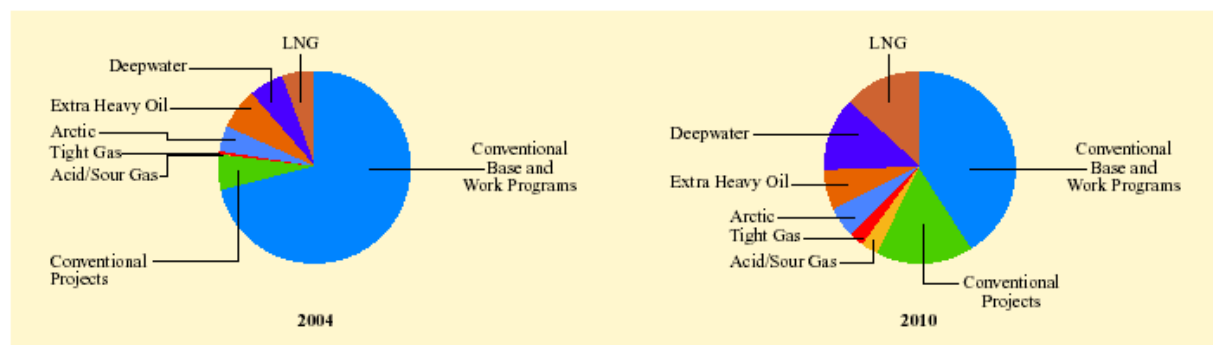 LNG
Deepwater
Extra Heavy Oil
Arctic
Tight Gas
Acid/Sour Gas
Conventional
Base and
Work Programs
Conventional
Projects
2004
LNG
Deepwater
Extra Heavy Oil
Arctic
Tight Gas
Acid/Sour Gas
Conventional
Base and
Work Programs
Conventional
Projects
2010